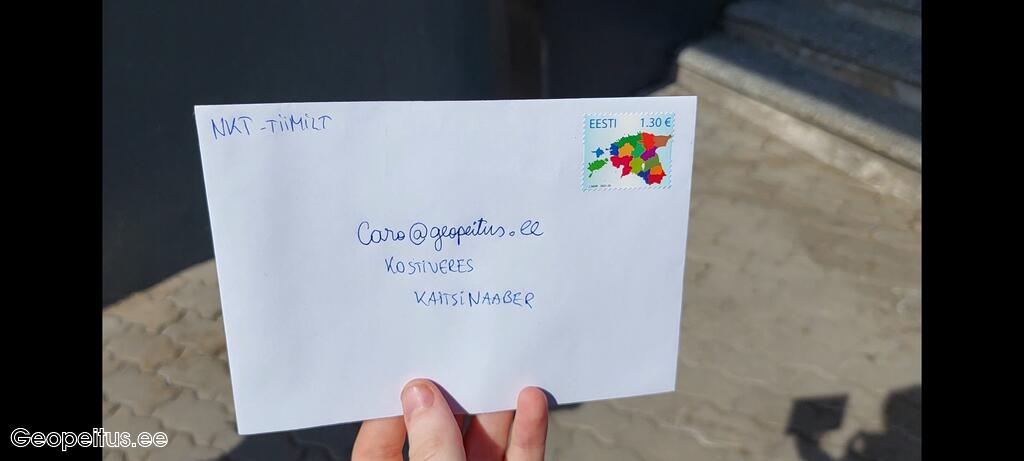 NKT-TIIMILT
EESTI 1.30 €
Caro@geopeitus.ee
KOSTIVERES
KAITSINAABER
Geopeitus.ee